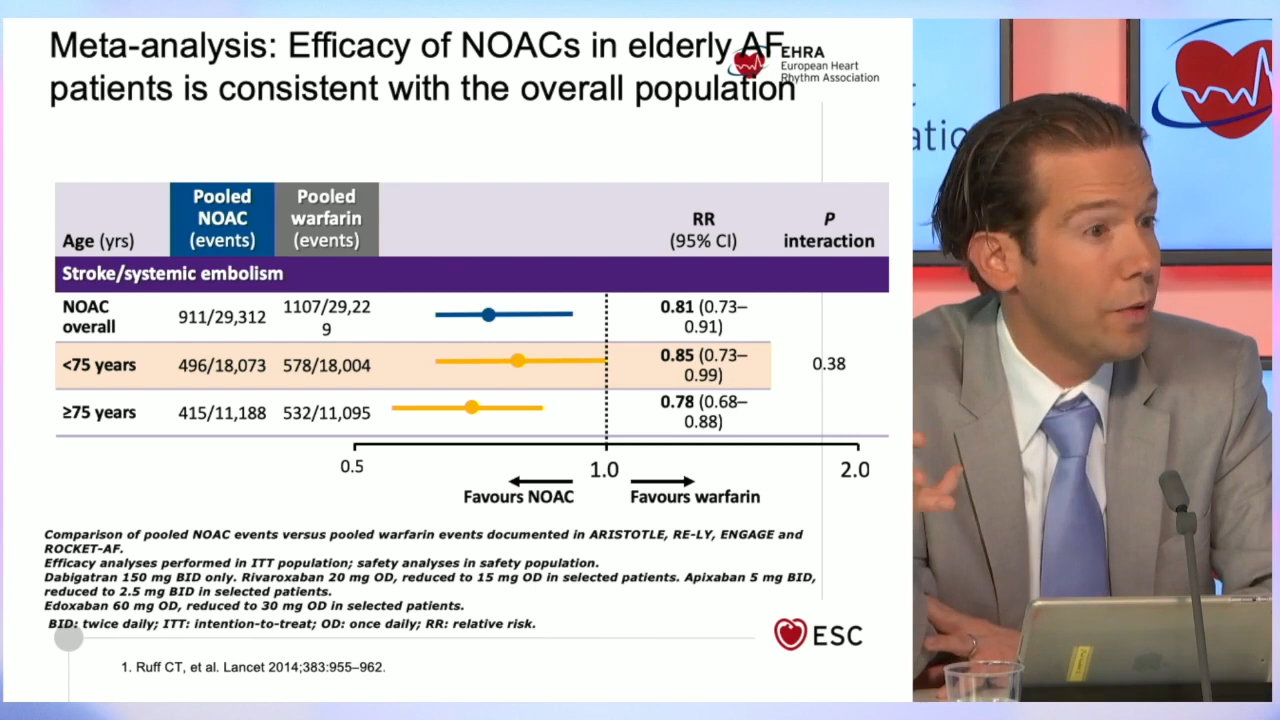 Meta-analysis: Efficacy of NOACs in elderly AF
patients is consistent with the overall population
EHRA
European Heart
Rhythm Association
Age (yrs)
Pooled
NOAC
(events)
Pooled
warfarin
(events)
RR
(95% CI)
P
interaction
Stroke/systemic embolism
NOAC
overall
911/29,312
1107/29,22
9
0.81 (0.73–
0.91)
<75 years
496/18,073
578/18,004
0.85 (0.73–
0.99)
0.38
≥75 years
415/11,188
532/11,095
0.78 (0.68–
0.88)
0.5
1.0
2.0
Favours NOAC
Favours warfarin
Comparison of pooled NOAC events versus pooled warfarin events documented in ARISTOTLE, RE-LY, ENGAGE and
ROCKET-AF.
Efficacy analyses performed in ITT population; safety analyses in safety population.
Dabigatran 150 mg BID only. Rivaroxaban 20 mg OD, reduced to 15 mg OD in selected patients. Apixaban 5 mg BID,
reduced to 2.5 mg BID in selected patients.
Edoxaban 60 mg OD, reduced to 30 mg OD in selected patients.
BID: twice daily; ITT: intention-to-treat; OD: once daily; RR: relative risk.
ESC
1. Ruff CT, et al. Lancet 2014;383:955–962.